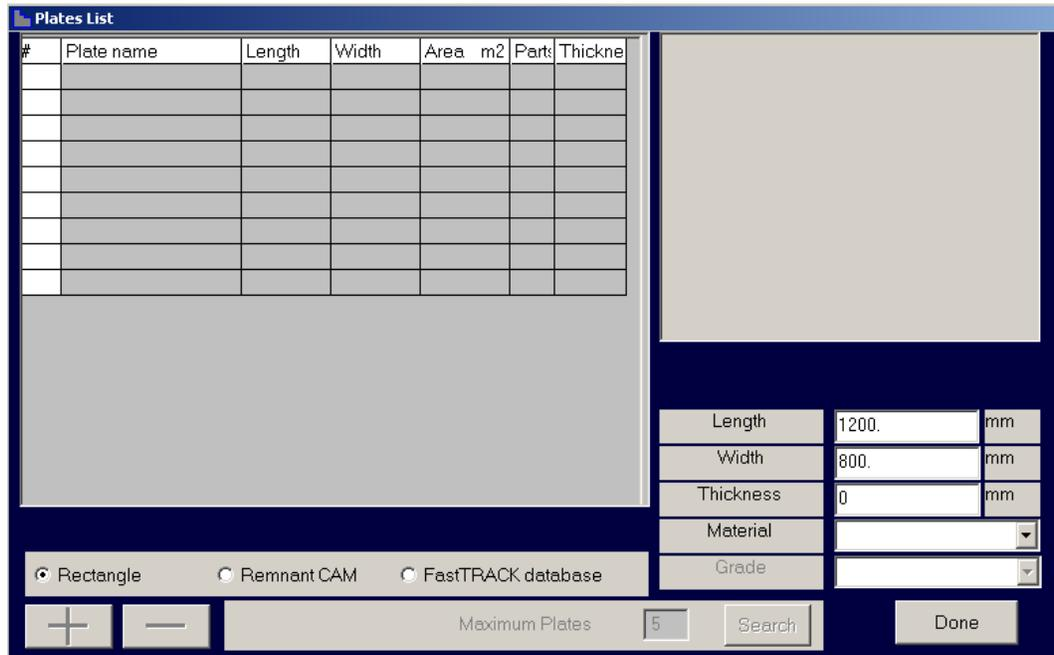 Plates List
# Plate name Length Width Area m2 Parts Thickne
Length 1200. mm
Width 800. mm
Thickness 0 mm
Material
Grade
Rectangle Remnant CAM FastTRACK database
Maximum Plates 5 Search Done